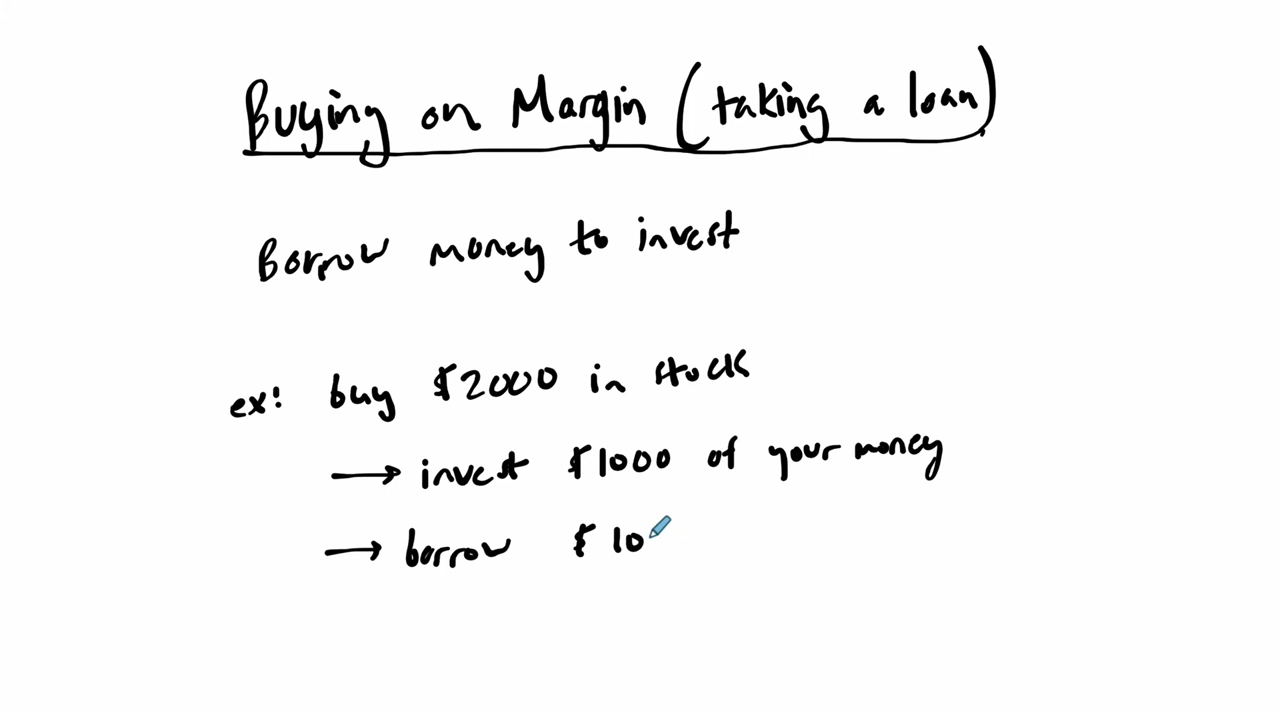 Buying on Margin (taking a loan)
Borrow money to invest
ex: buy $2000 in stock
→ invest $1000 of your money
→ borrow $10